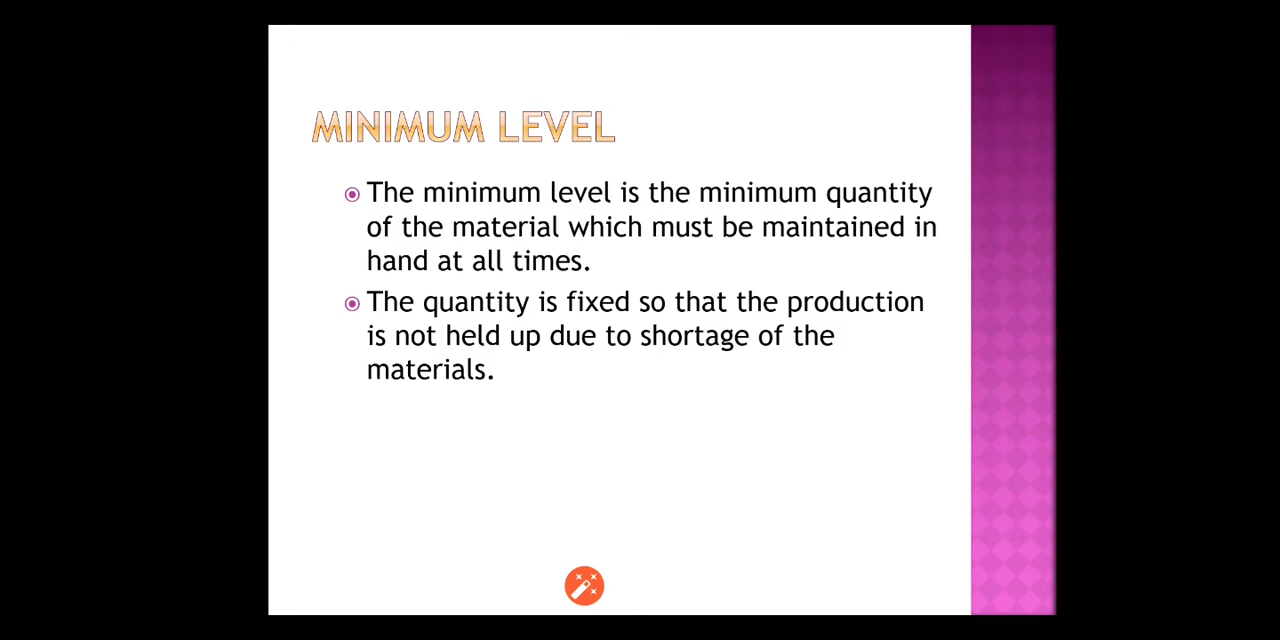 MINIMUM LEVEL
The minimum level is the minimum quantity
of the material which must be maintained in
hand at all times.
The quantity is fixed so that the production
is not held up due to shortage of the
materials.